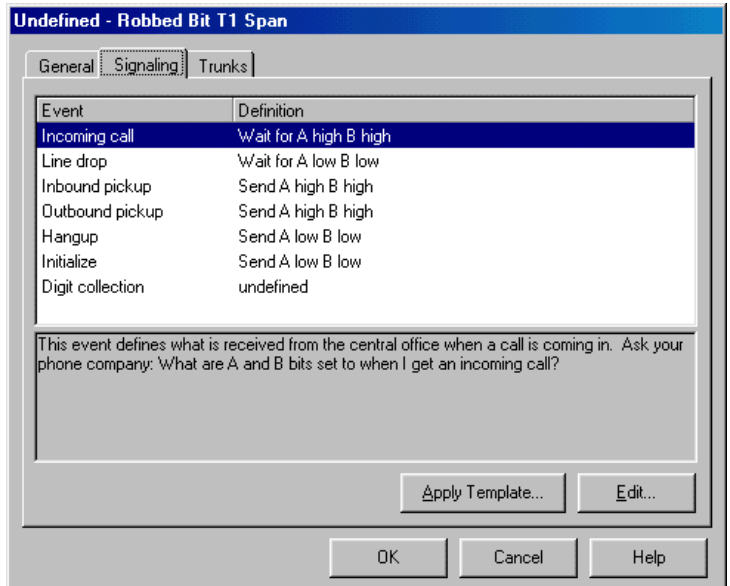 Undefined - Robbed Bit T1 Span
General Signaling Trunks
Event Definition
Incoming call Wait for A high B high
Line drop Wait for A low B low
Inbound pickup Send A high B high
Outbound pickup Send A high B high
Hangup Send A low B low
Initialize Send A low B low
Digit collection undefined
This event defines what is received from the central office when a call is coming in. Ask your
phone company: What are A and B bits set to when I get an incoming call?
Apply Template... Edit...
OK Cancel Help